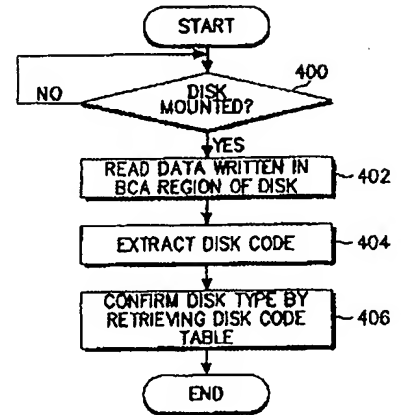 START
400
DISK
MOUNTED?
NO
YES
READ DATA WRITTEN IN
BCA REGION OF DISK
402
EXTRACT DISK CODE
404
CONFIRM DISK TYPE BY
RETRIEVING DISK CODE
TABLE
406
END